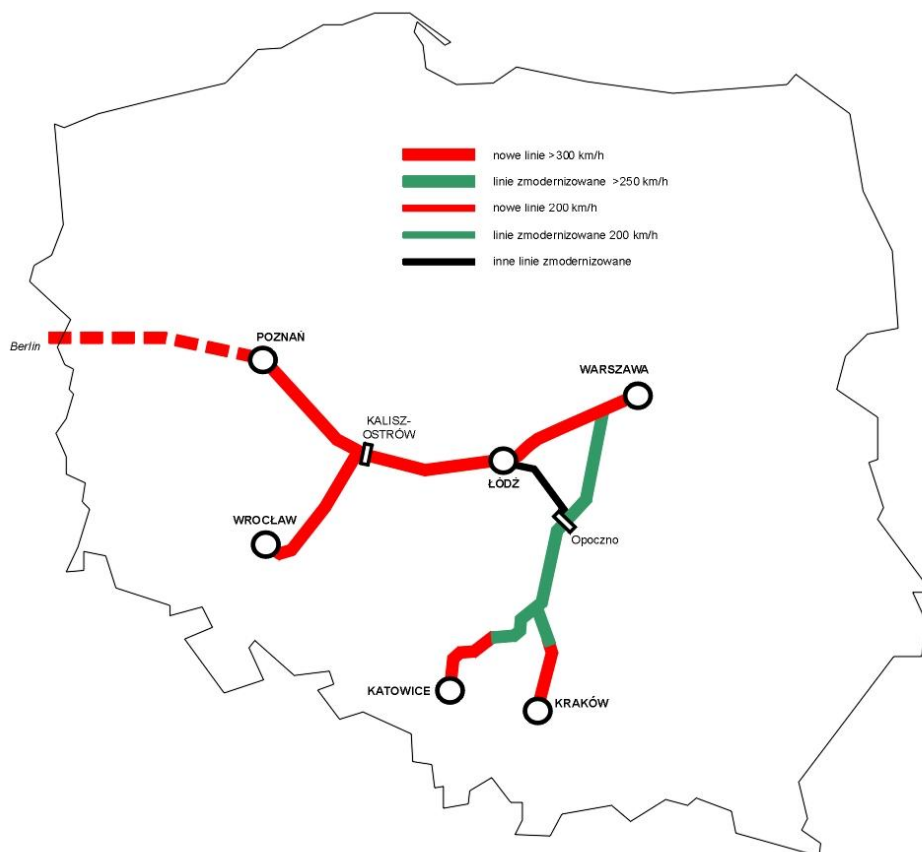 nowe linie >300 km/h
linie zmodernizowane >250 km/h
nowe linie 200 km/h
linie zmodernizowane 200 km/h
inne linie zmodernizowane
POZNAŃ
Berlin
WARSZAWA
KALISZ-
OSTRÓW
ŁÓDŹ
WROCŁAW
Opoczno
KATOWICE
KRAKÓW